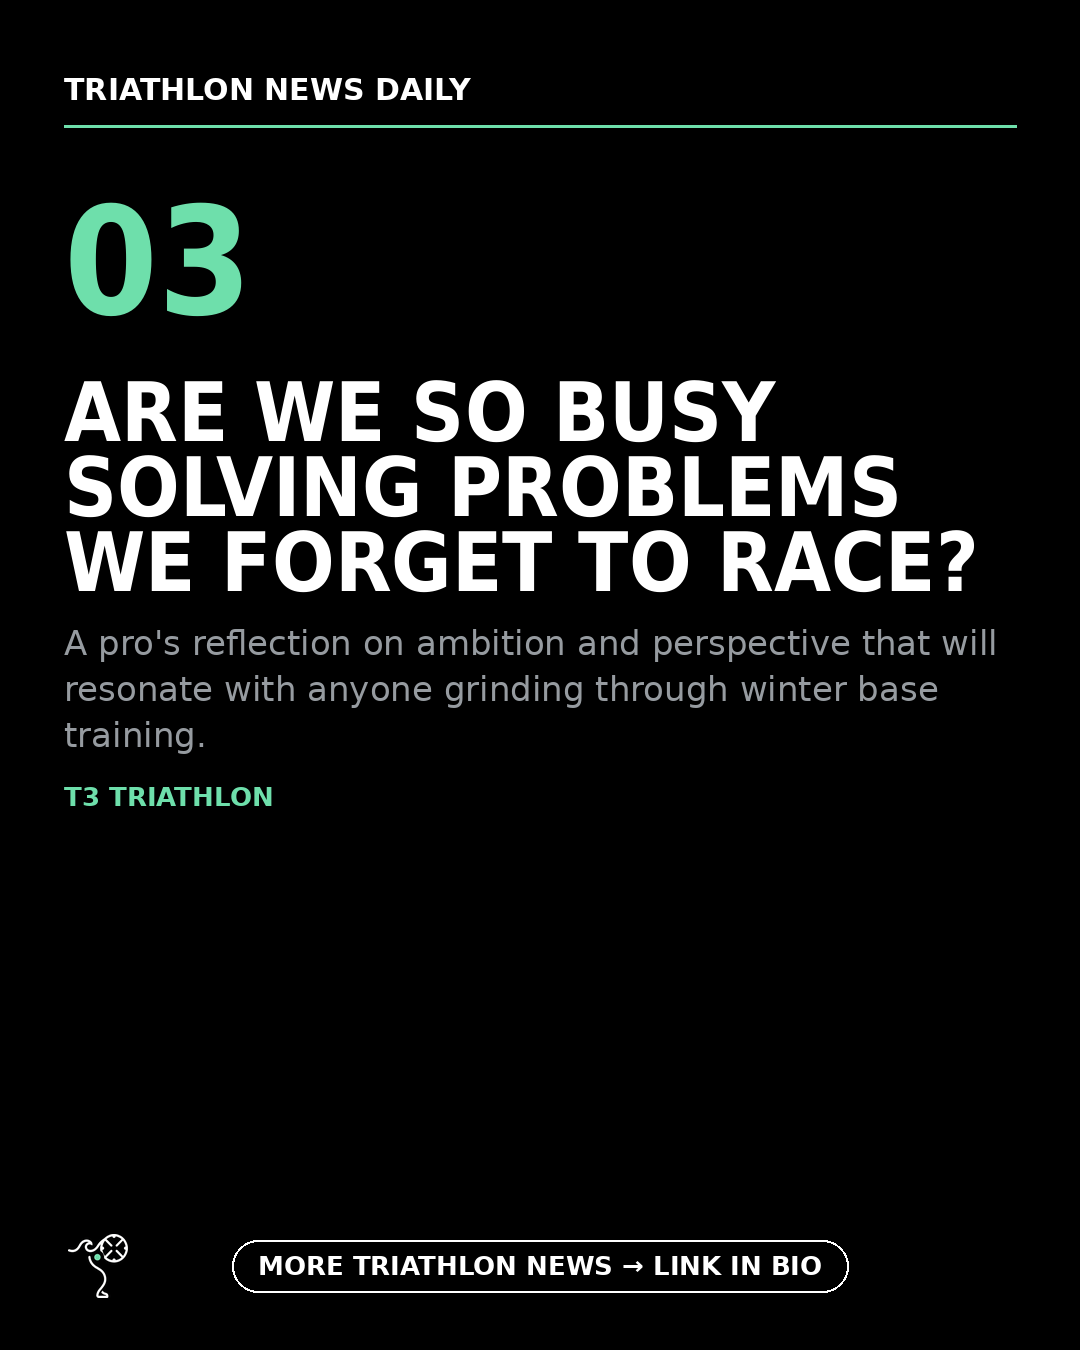 TRIATHLON NEWS DAILY
03
ARE WE SO BUSY
SOLVING PROBLEMS
WE FORGET TO RACE?
A pro's reflection on ambition and perspective that will
resonate with anyone grinding through winter base
training.
T3 TRIATHLON
MORE TRIATHLON NEWS → LINK IN BIO